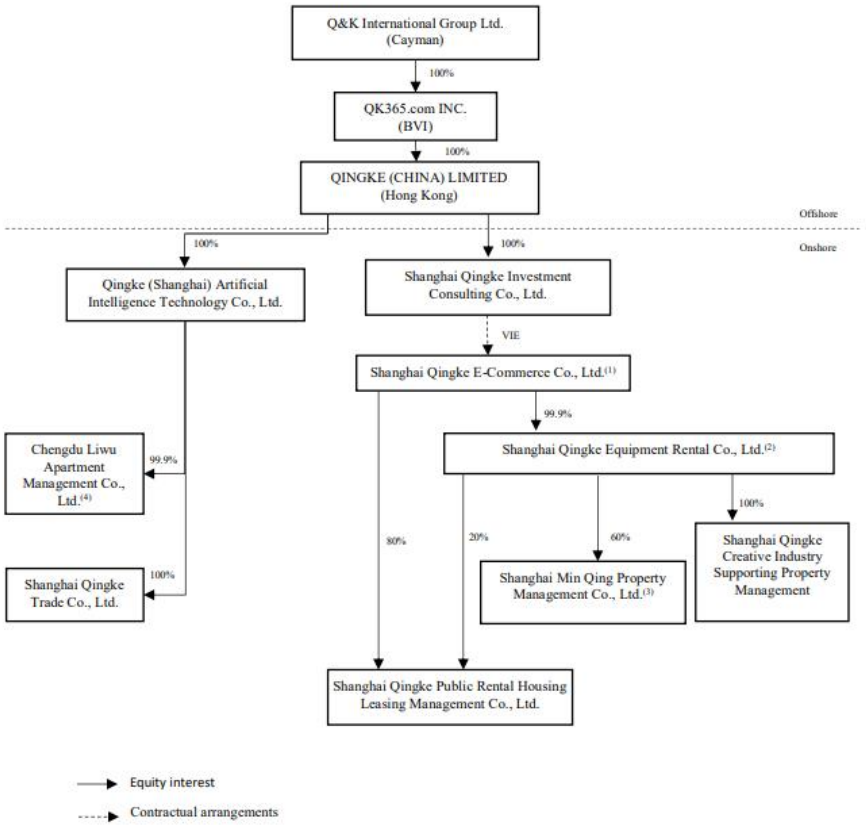 Q&K International Group Ltd.
(Cayman)
100%
QK365.com INC.
(BVI)
100%
QINGKE (CHINA) LIMITED
(Hong Kong)
Offshore
Onshore
100%
100%
Qingke (Shanghai) Artificial
Intelligence Technology Co., Ltd.
Shanghai Qingke Investment
Consulting Co., Ltd.
VIE
Shanghai Qingke E-Commerce Co., Ltd.(1)
99.9%
Shanghai Qingke Equipment Rental Co., Ltd.(2)
Chengdu Liwu
Apartment
Management Co.,
Ltd.(4)
99.9%
80%
20%
60%
100%
Shanghai Qingke
Creative Industry
Supporting Property
Management
Shanghai Min Qing Property
Management Co., Ltd.(3)
Shanghai Qingke
Trade Co., Ltd.
100%
Shanghai Qingke Public Rental Housing
Leasing Management Co., Ltd.
Equity interest
Contractual arrangements